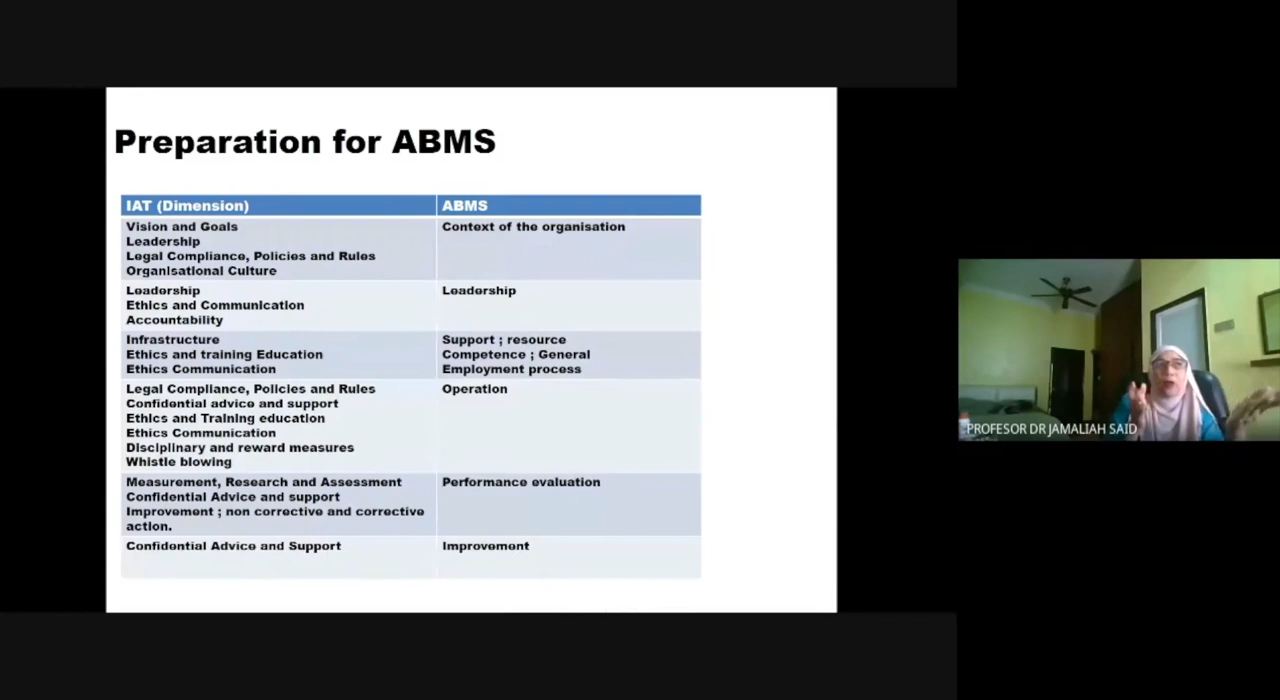 Preparation for ABMS
IAT (Dimension)
ABMS
Vision and Goals
Leadership
Legal Compliance, Policies and Rules
Organisational Culture
Context of the organisation
Leadership
Ethics and Communication
Accountability
Leadership
Infrastructure
Ethics and training Education
Ethics Communication
Support ; resource
Competence ; General
Employment process
Legal Compliance, Policies and Rules
Confidential advice and support
Ethics and Training education
Ethics Communication
Disciplinary and reward measures
Whistle blowing
Operation
Measurement, Research and Assessment
Confidential Advice and support
Improvement ; non corrective and corrective
action.
Performance evaluation
Confidential Advice and Support
Improvement
PROFESOR DR JAMALIAH SAID